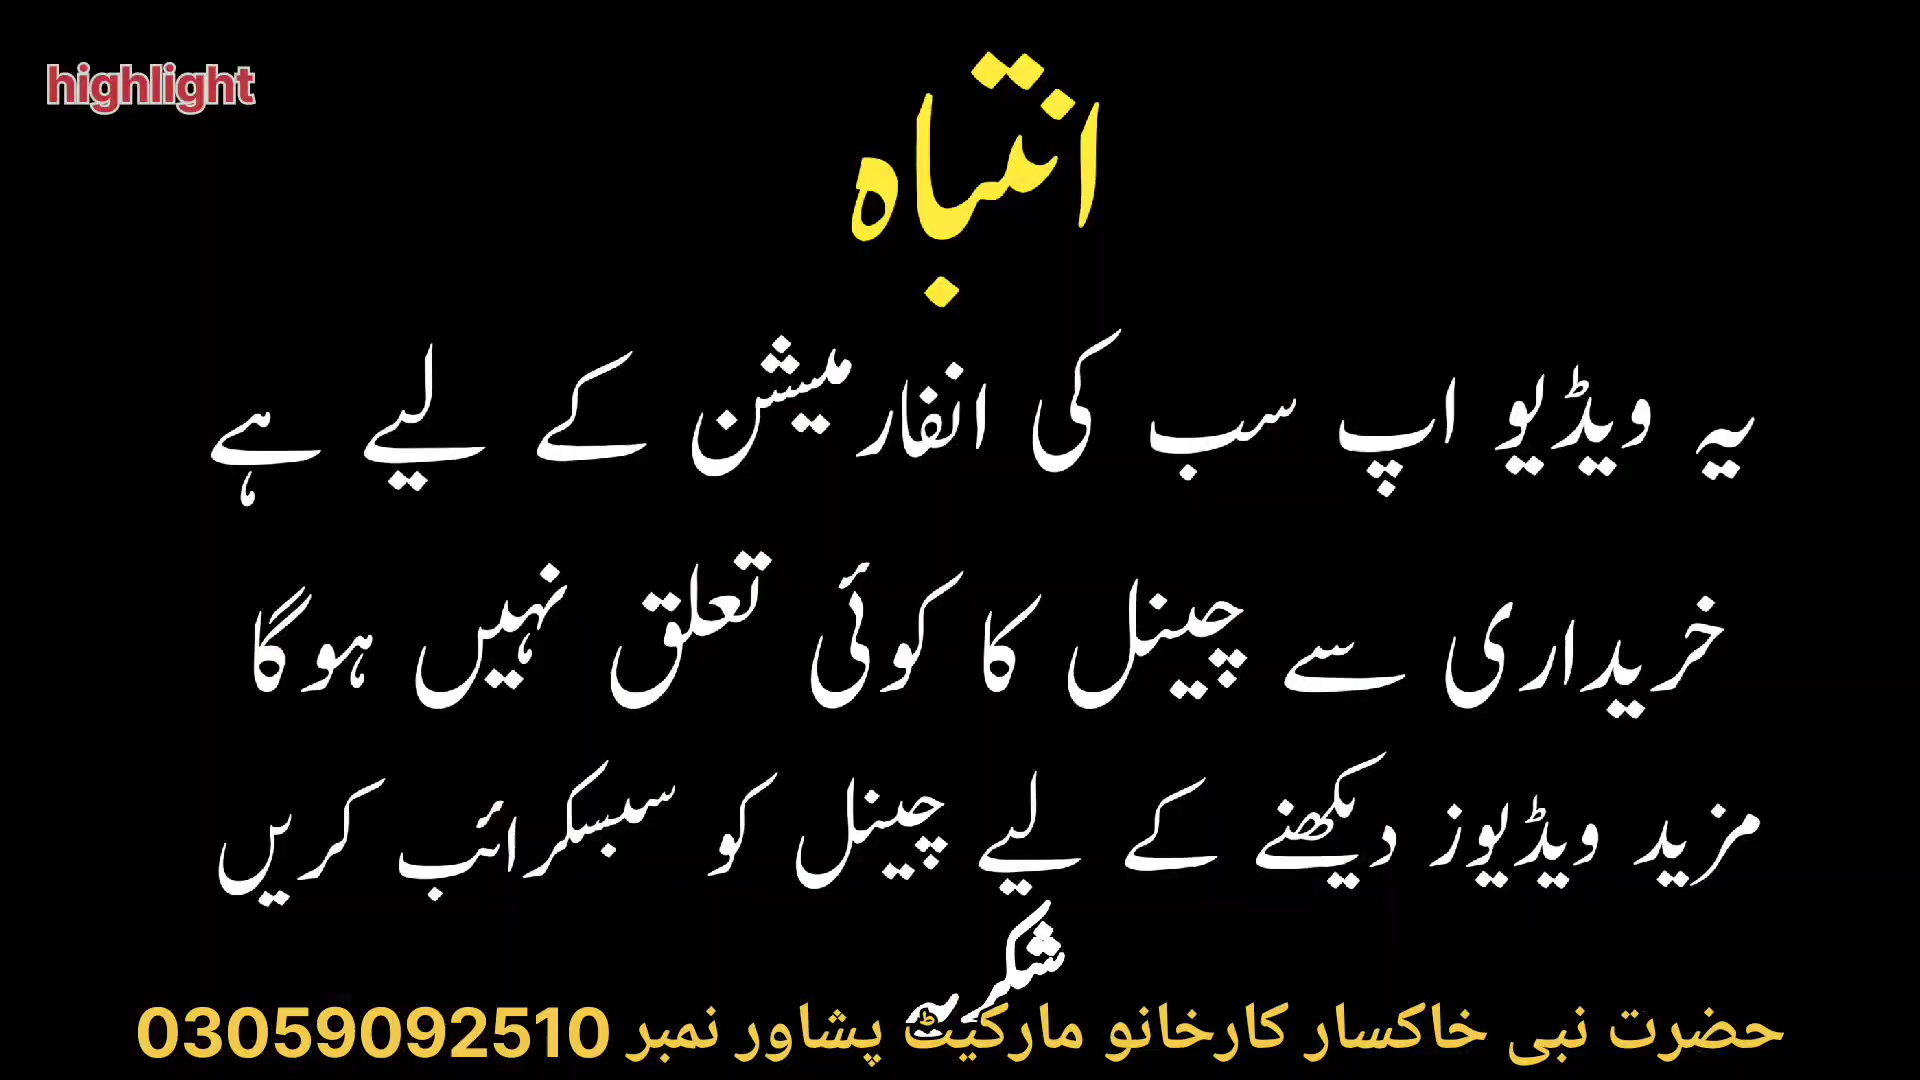 highlight
انتباہ
یہ ویڈیو اپ سب کی انفارمیشن کے لیے ہے
خریداری سے چینل کا کوئی تعلق نہیں ہوگا
مزید ویڈیوز دیکھنے کے لیے چینل کو سبسکرائب کریں
شکریہ
حضرت نبی خاکسار کارخانو مارکیٹ پشاور نمبر 03059092510